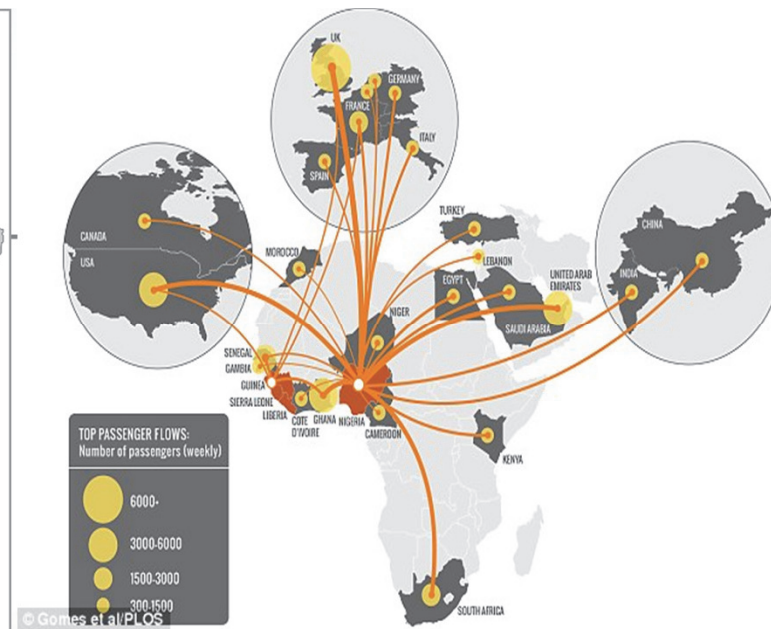 UK
GERMANY
FRANCE
ITALY
SPAIN
CANADA
USA
TURKEY
CHINA
MOROCCO
LEBANON
INDIA
UNITED ARAB
EMIRATES
EGYPT
SAUDI ARABIA
NIGER
SENEGAL
GAMBIA
GUINEA
SIERRA LEONE
LIBERIA
COTE
D'IVOIRE
GHANA
NIGERIA
CAMEROON
KENYA
SOUTH AFRICA
TOP PASSENGER FLOWS:
Number of passengers (weekly)
6000+
3000-6000
1500-3000
300-1500
© Gomes et al/PLOS